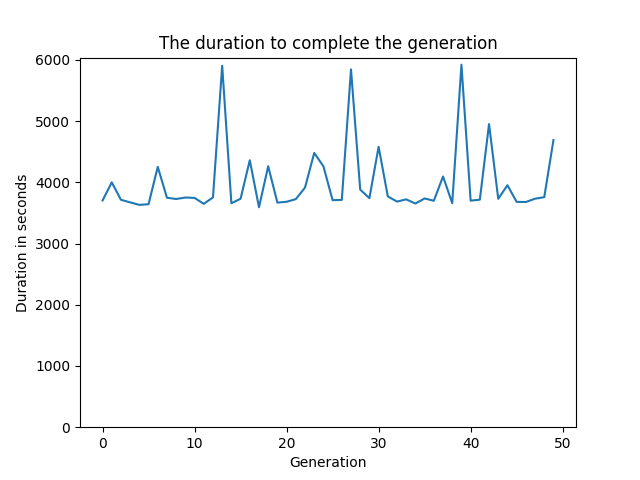 The duration to complete the generation
6000
5000
4000
3000
2000
1000
0
Duration in seconds
0 10 20 30 40 50
Generation